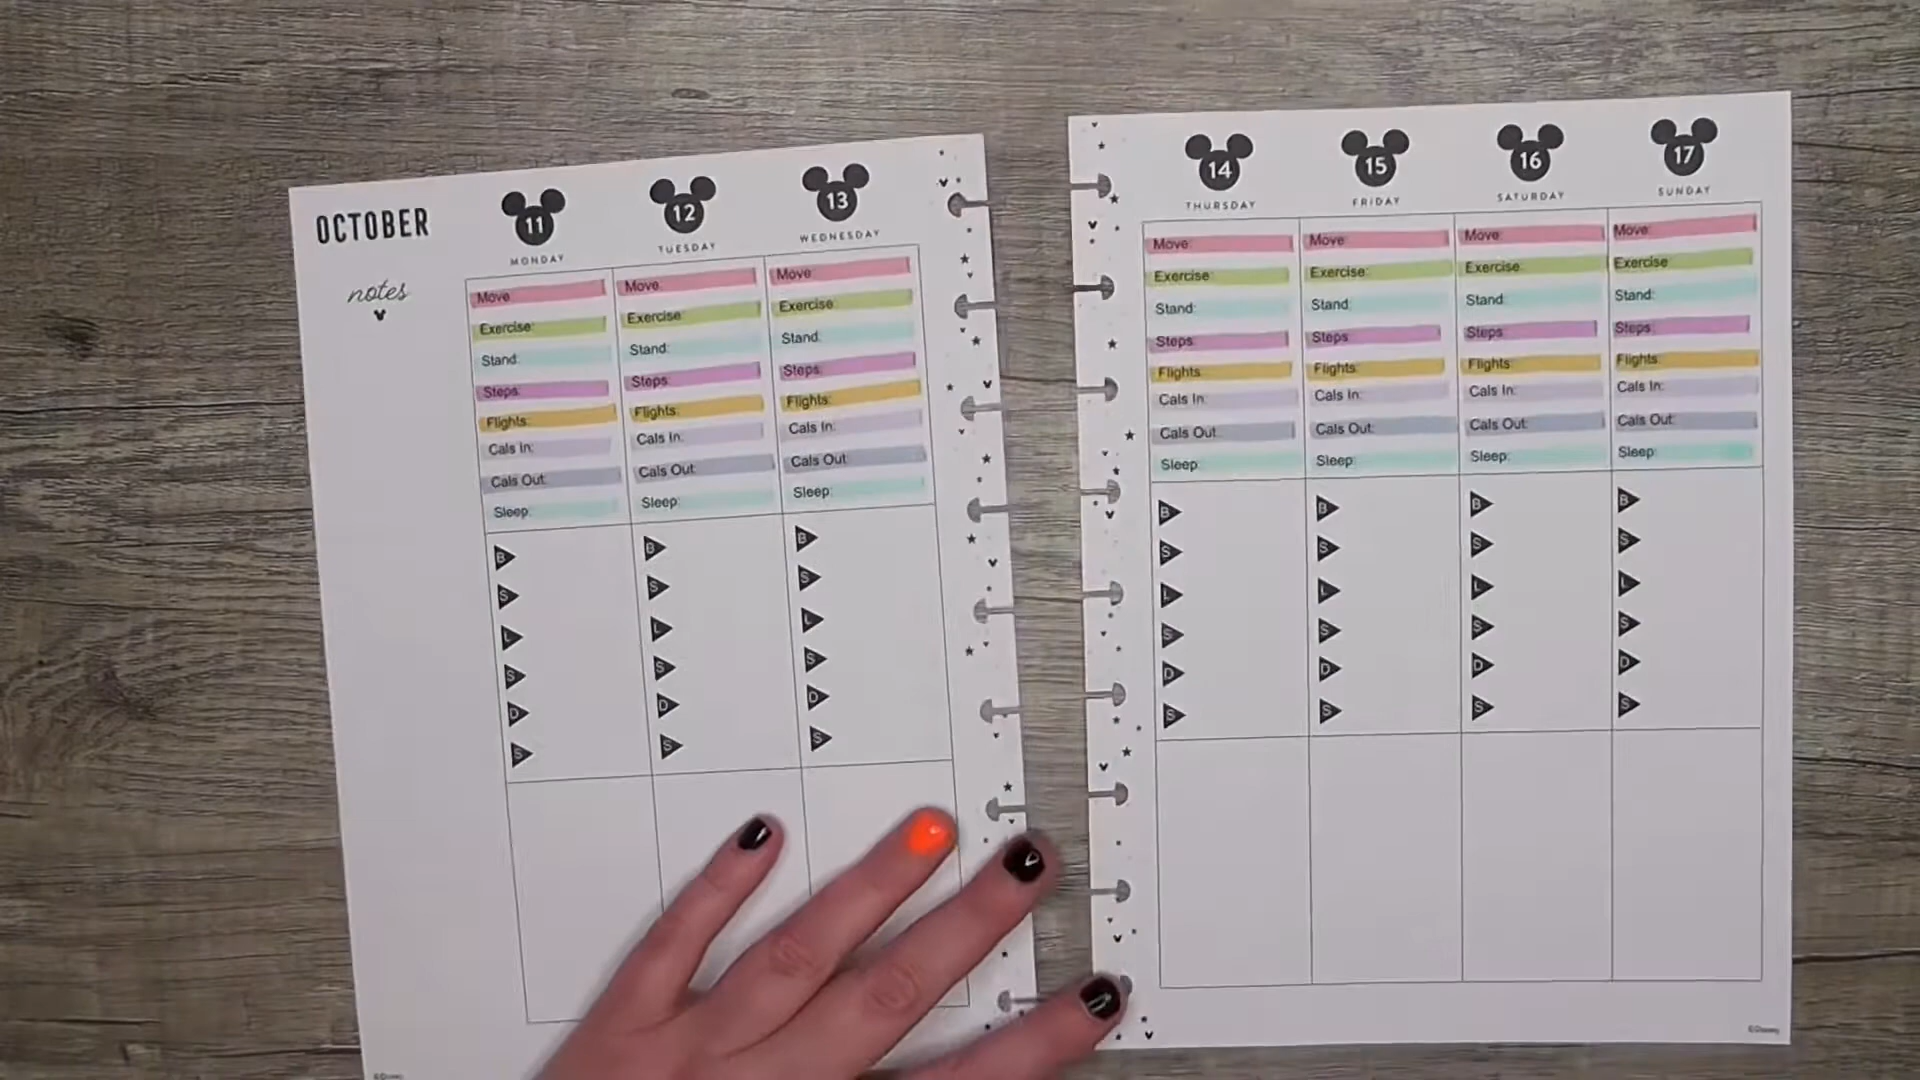 OCTOBER
notes
11
MONDAY
Move:
Exercise:
Stand:
Steps:
Flights:
Cals In:
Cals Out:
Sleep:
B
S
L
S
D
S
12
TUESDAY
Move:
Exercise:
Stand:
Steps:
Flights:
Cals In:
Cals Out:
Sleep:
B
S
L
S
D
S
13
WEDNESDAY
Move:
Exercise:
Stand:
Steps:
Flights:
Cals In:
Cals Out:
Sleep:
B
S
L
S
D
S
©Disney
14
THURSDAY
Move:
Exercise:
Stand:
Steps:
Flights:
Cals In:
Cals Out:
Sleep:
B
S
L
S
D
S
15
FRIDAY
Move:
Exercise:
Stand:
Steps:
Flights:
Cals In:
Cals Out:
Sleep:
B
S
L
S
D
S
16
SATURDAY
Move:
Exercise:
Stand:
Steps:
Flights:
Cals In:
Cals Out:
Sleep:
B
S
L
S
D
S
17
SUNDAY
Move:
Exercise:
Stand:
Steps:
Flights:
Cals In:
Cals Out:
Sleep:
B
S
L
S
D
S
©Disney